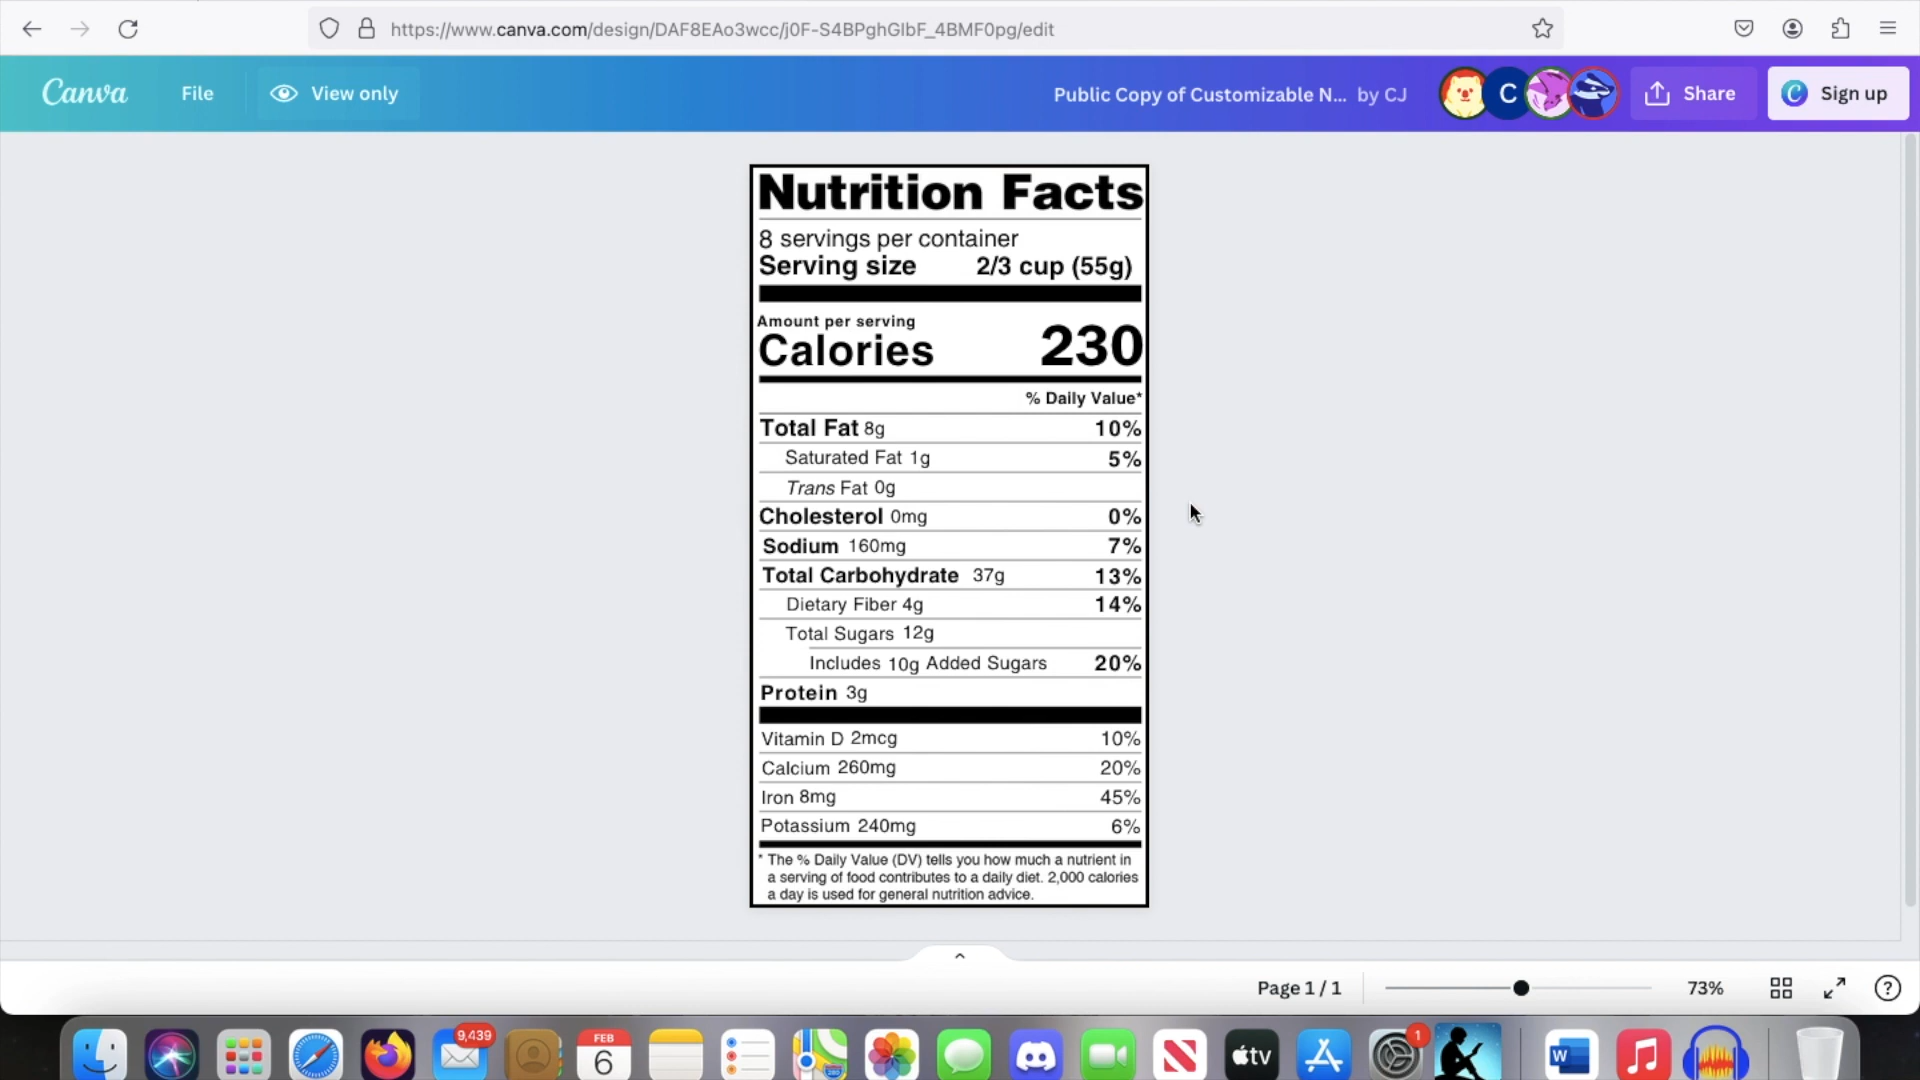 https://www.canva.com/design/DAF8EAo3wcc/j0F-S4BPghGIbF_4BMF0pg/edit
Canva File View only Public Copy of Customizable N... by CJ C Share C Sign up
Nutrition Facts
8 servings per container
Serving size 2/3 cup (55g)
Amount per serving
Calories 230
% Daily Value*
Total Fat 8g 10%
Saturated Fat 1g 5%
Trans Fat 0g
Cholesterol 0mg 0%
Sodium 160mg 7%
Total Carbohydrate 37g 13%
Dietary Fiber 4g 14%
Total Sugars 12g
Includes 10g Added Sugars 20%
Protein 3g
Vitamin D 2mcg 10%
Calcium 260mg 20%
Iron 8mg 45%
Potassium 240mg 6%
* The % Daily Value (DV) tells you how much a nutrient in
a serving of food contributes to a daily diet. 2,000 calories
a day is used for general nutrition advice.
Page 1 / 1 73% ?
9,439 FEB 6 280 tv 1 W